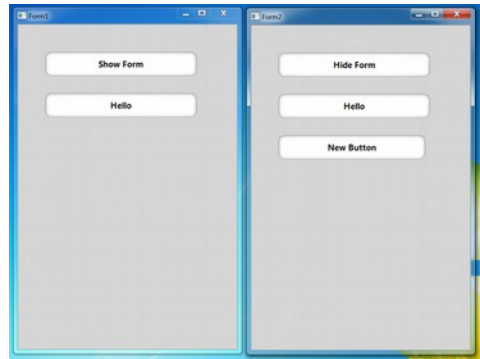 Form1
Show Form
Hello
Form2
Hide Form
Hello
New Button